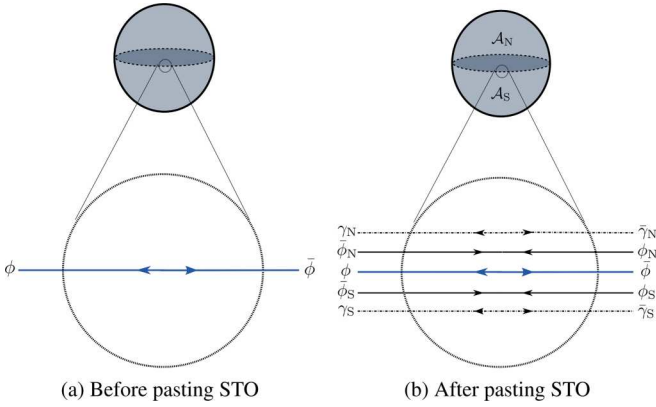 𝒜_N
𝒜_S
γ_N γ̄_N
ϕ̄_N ϕ_N
ϕ ϕ̄ ϕ ϕ̄
ϕ̄_S ϕ_S
γ_S γ̄_S
(a) Before pasting STO (b) After pasting STO